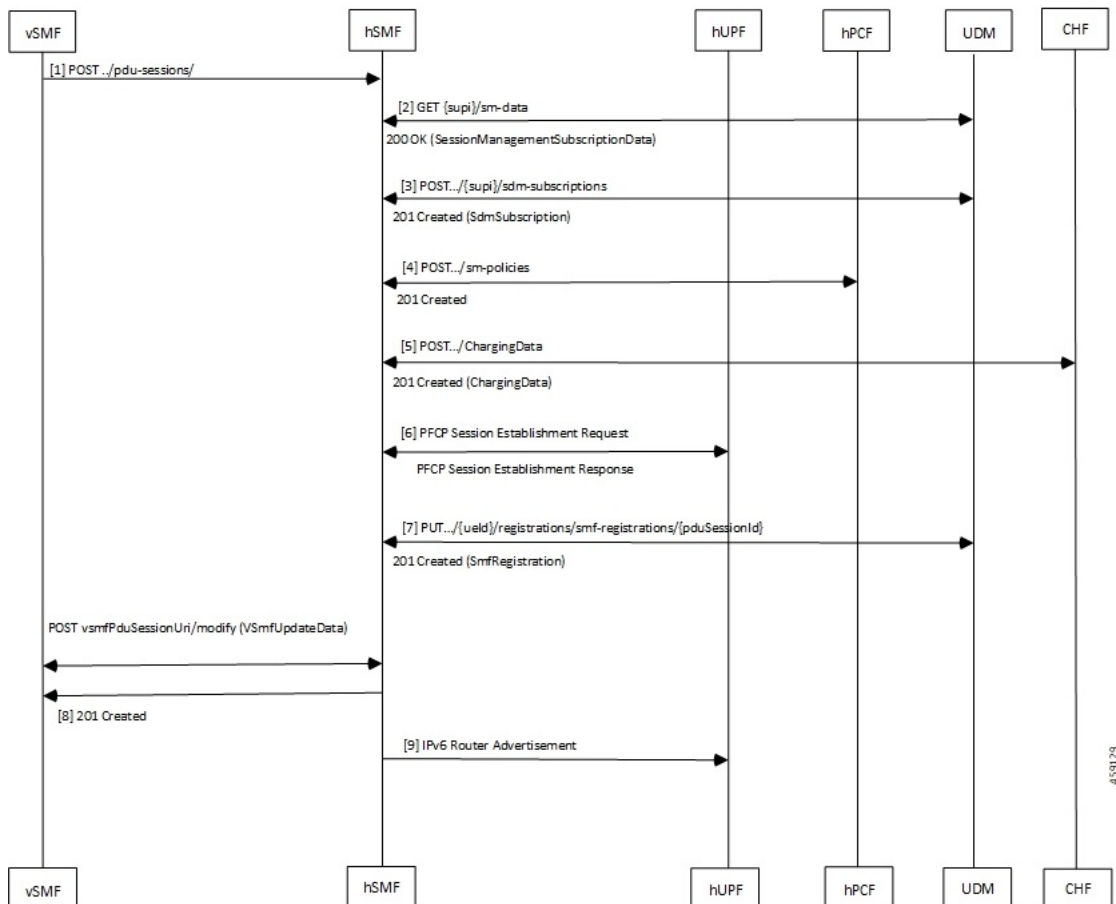 vSMF
hSMF
hUPF
hPCF
UDM
CHF
[1] POST ../pdu-sessions/
[2] GET {supi}/sm-data
200 OK (SessionManagementSubscriptionData)
[3] POST.../{supi}/sdm-subscriptions
201 Created (SdmSubscription)
[4] POST.../sm-policies
201 Created
[5] POST.../ChargingData
201 Created (ChargingData)
[6] PFCP Session Establishment Request
PFCP Session Establishment Response
[7] PUT.../{ueId}/registrations/smf-registrations/{pduSessionId}
201 Created (SmfRegistration)
POST vsmfPduSessionUri/modify (VSmfUpdateData)
[8] 201 Created
[9] IPv6 Router Advertisement
459129
vSMF
hSMF
hUPF
hPCF
UDM
CHF